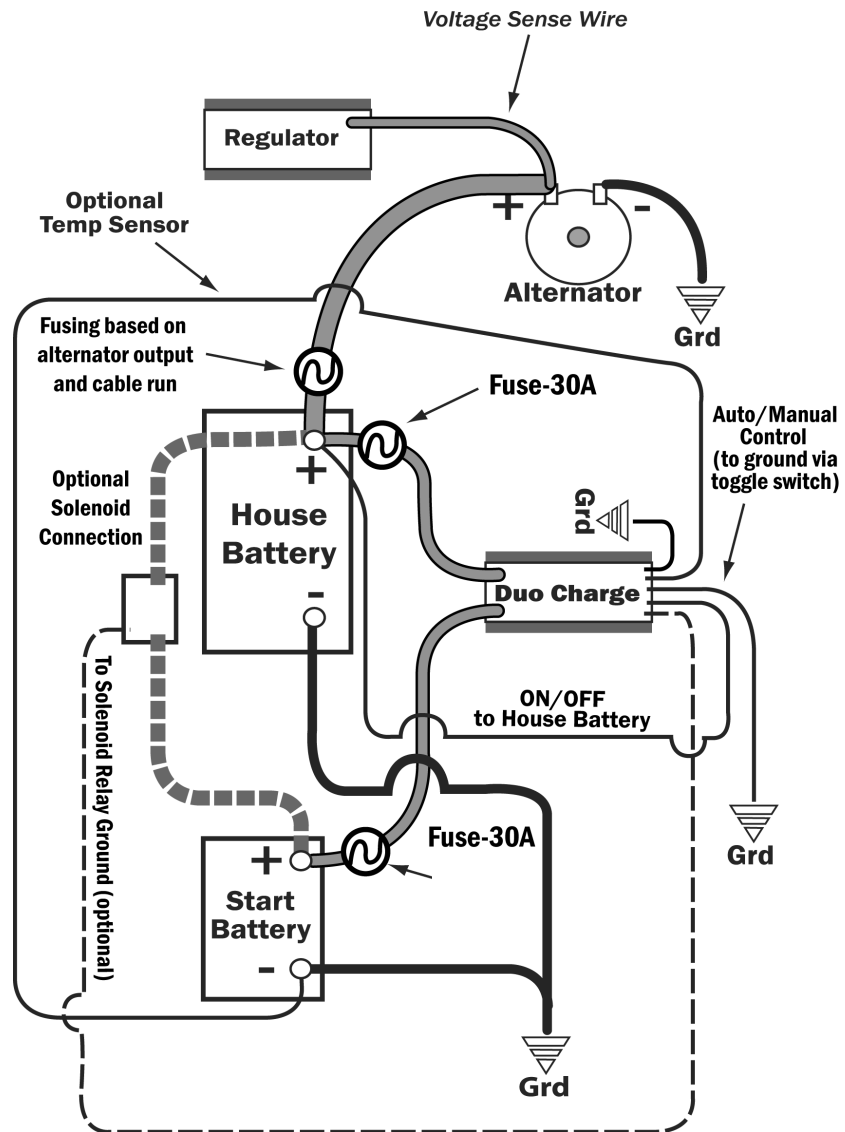 Voltage Sense Wire
Regulator
Optional
Temp Sensor
+
-
Alternator
Grd
Fusing based on
alternator output
and cable run
Fuse-30A
Auto/Manual
Control
(to ground via
toggle switch)
Optional
Solenoid
Connection
+
House
Battery
-
Grd
Duo Charge
ON/OFF
to House Battery
To Solenoid Relay Ground (optional)
Fuse-30A
Grd
+
Start
Battery
-
Grd